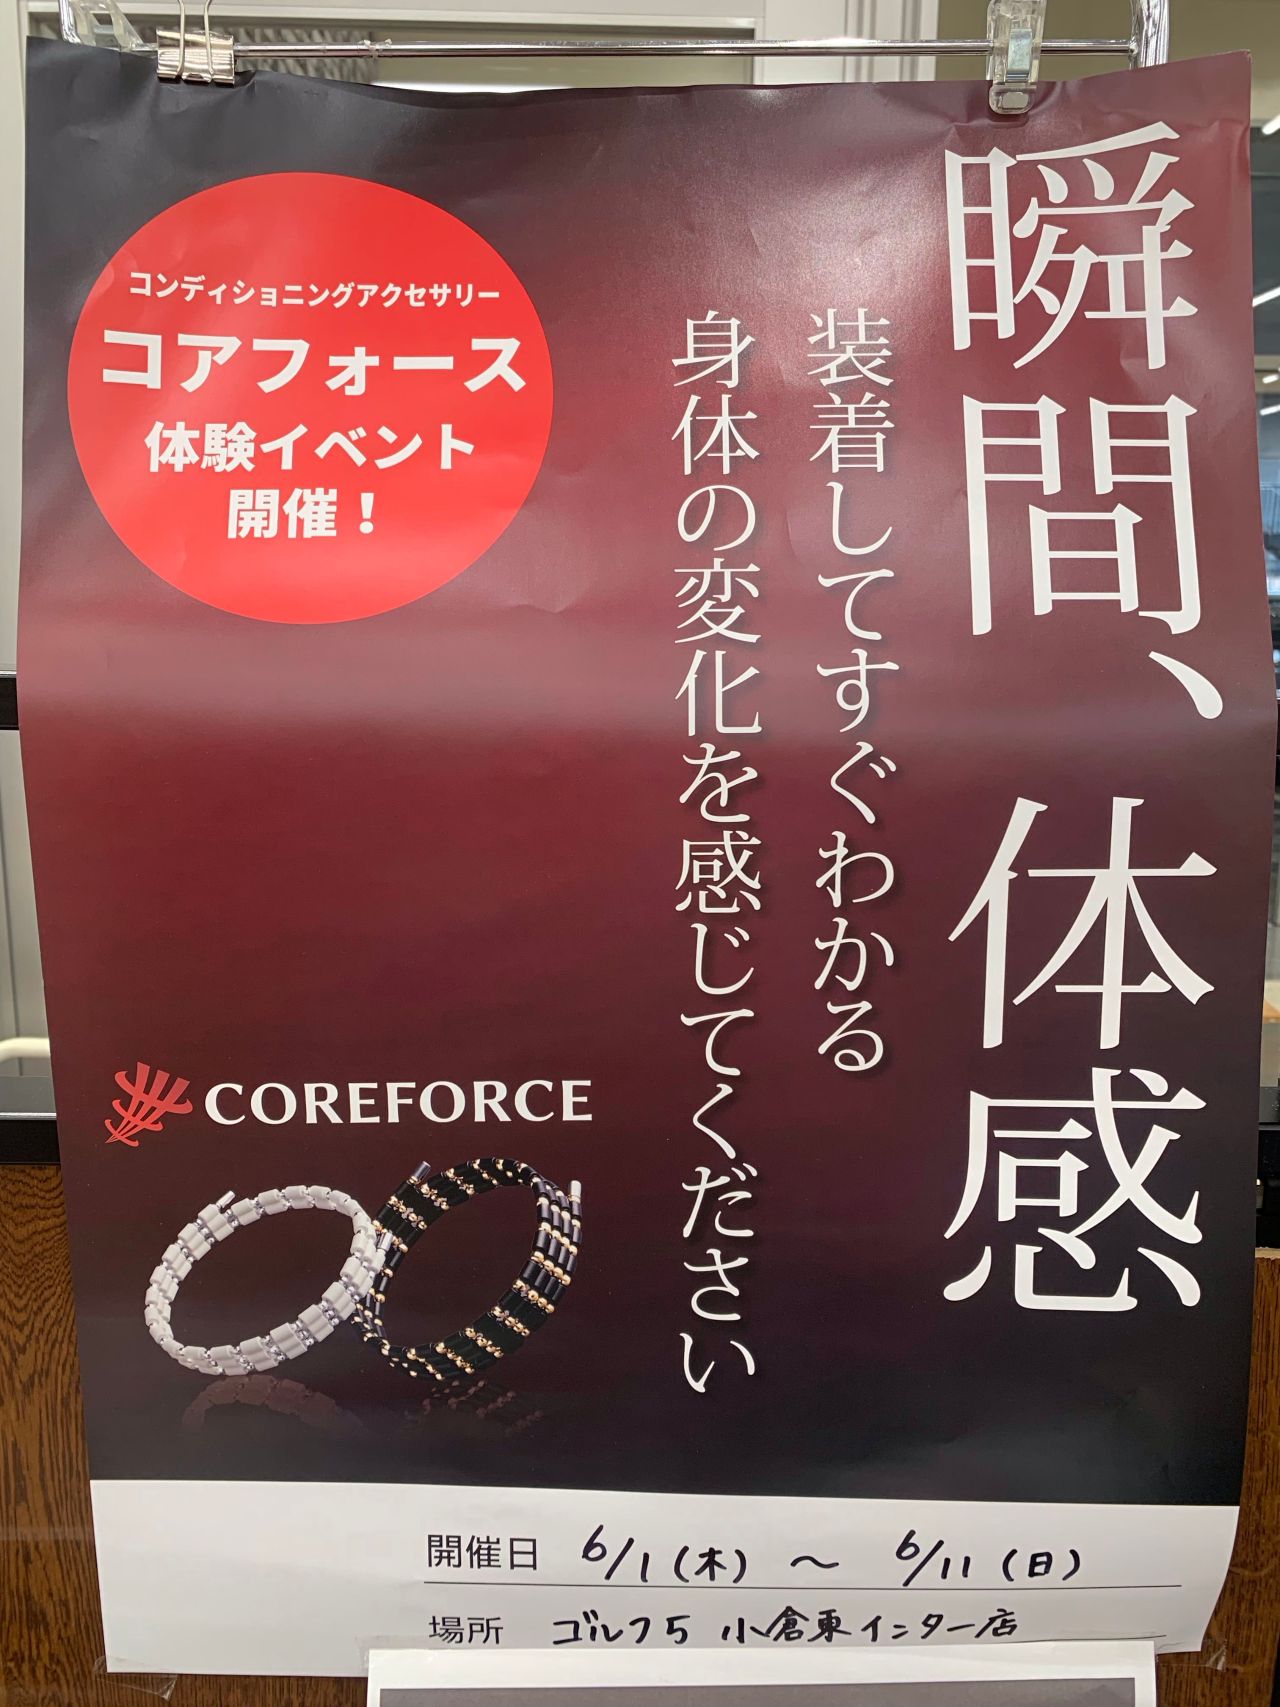 コンディショニングアクセサリー
コアフォース
体験イベント
開催！
瞬間、体感
装着してすぐわかる
身体の変化を感じてください
COREFORCE
開催日 6/1(木) ～ 6/11(日)
場所 ゴルフ5 小倉東インター店